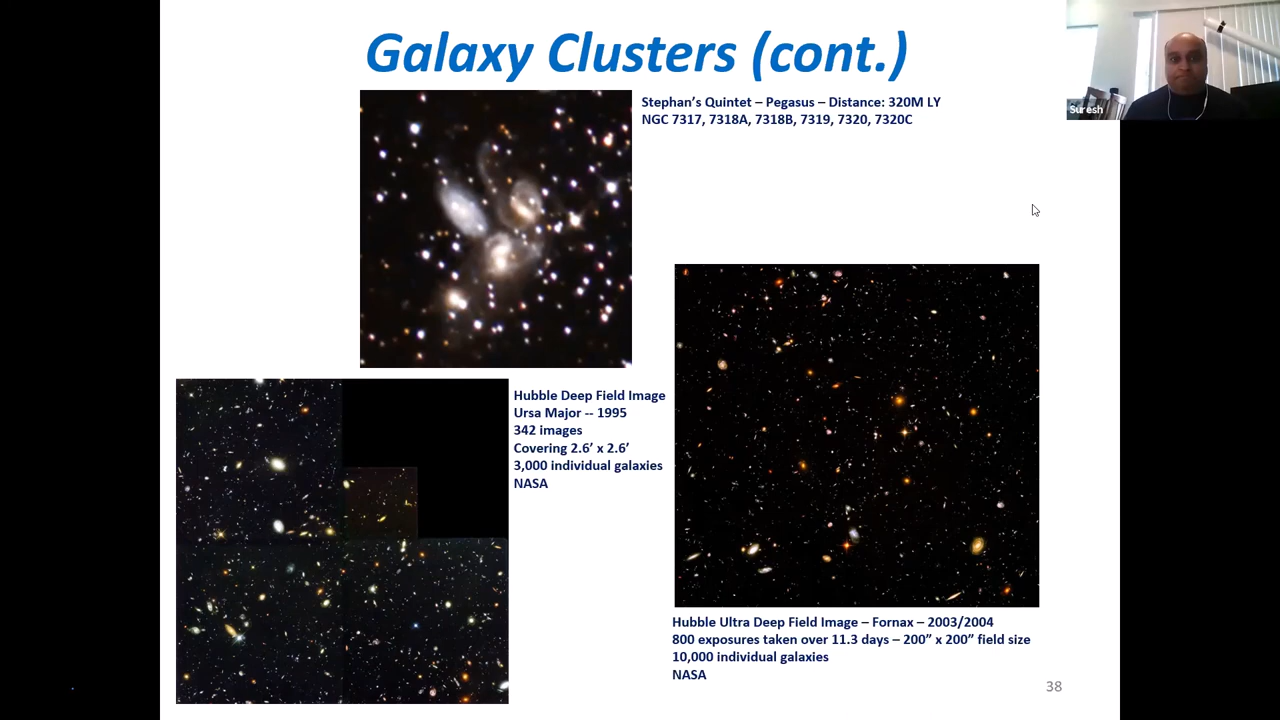 Galaxy Clusters (cont.)
Stephan’s Quintet – Pegasus – Distance: 320M LY
NGC 7317, 7318A, 7318B, 7319, 7320, 7320C
Suresh
Hubble Deep Field Image
Ursa Major -- 1995
342 images
Covering 2.6’ x 2.6’
3,000 individual galaxies
NASA
Hubble Ultra Deep Field Image – Fornax – 2003/2004
800 exposures taken over 11.3 days – 200” x 200” field size
10,000 individual galaxies
NASA
38